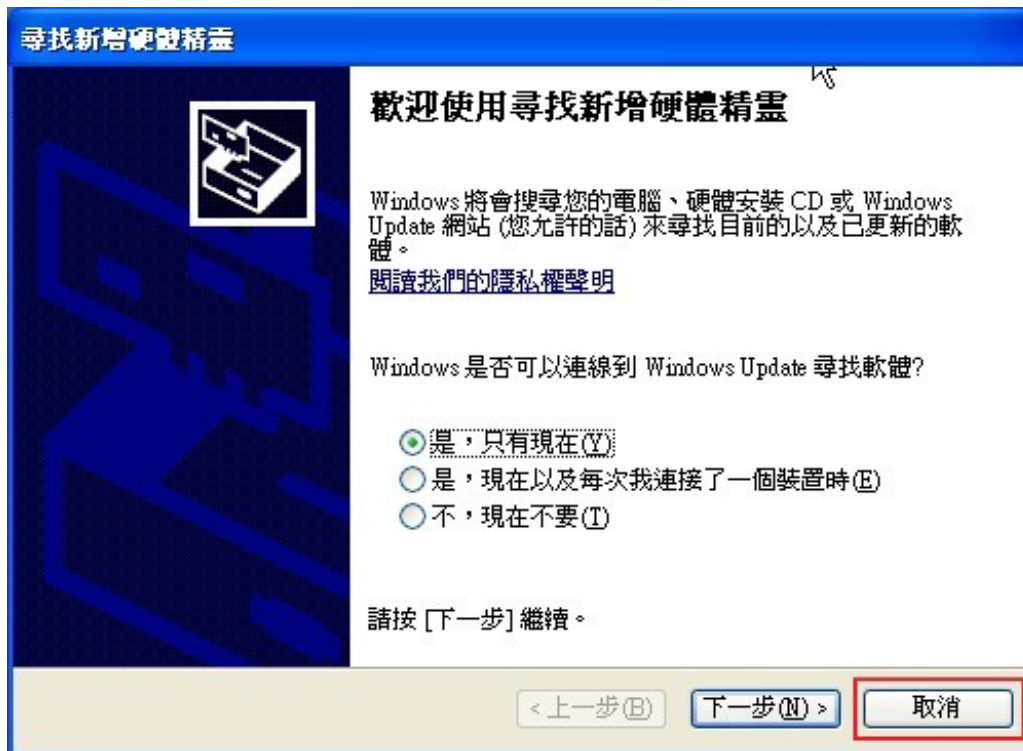 尋找新增硬體精靈
歡迎使用尋找新增硬體精靈
Windows 將會搜尋您的電腦、硬體安裝 CD 或 Windows
Update 網站 (您允許的話) 來尋找目前的以及已更新的軟
體。
閱讀我們的隱私權聲明
Windows 是否可以連線到 Windows Update 尋找軟體?
是，只有現在(Y)
是，現在以及每次我連接了一個裝置時(E)
不，現在不要(T)
請按 [下一步] 繼續。
<上一步(B) 下一步(N)> 取消